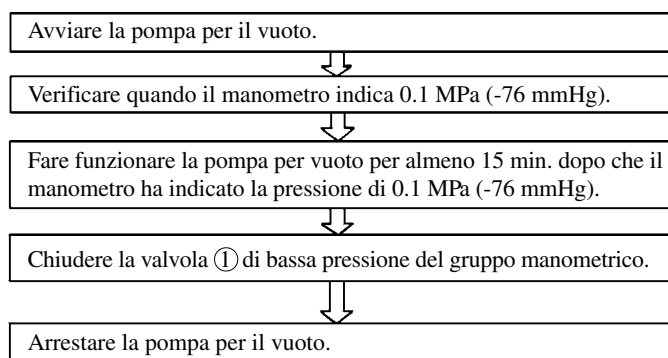 Avviare la pompa per il vuoto.
Verificare quando il manometro indica 0.1 MPa (-76 mmHg).
Fare funzionare la pompa per vuoto per almeno 15 min. dopo che il
manometro ha indicato la pressione di 0.1 MPa (-76 mmHg).
Chiudere la valvola ① di bassa pressione del gruppo manometrico.
Arrestare la pompa per il vuoto.